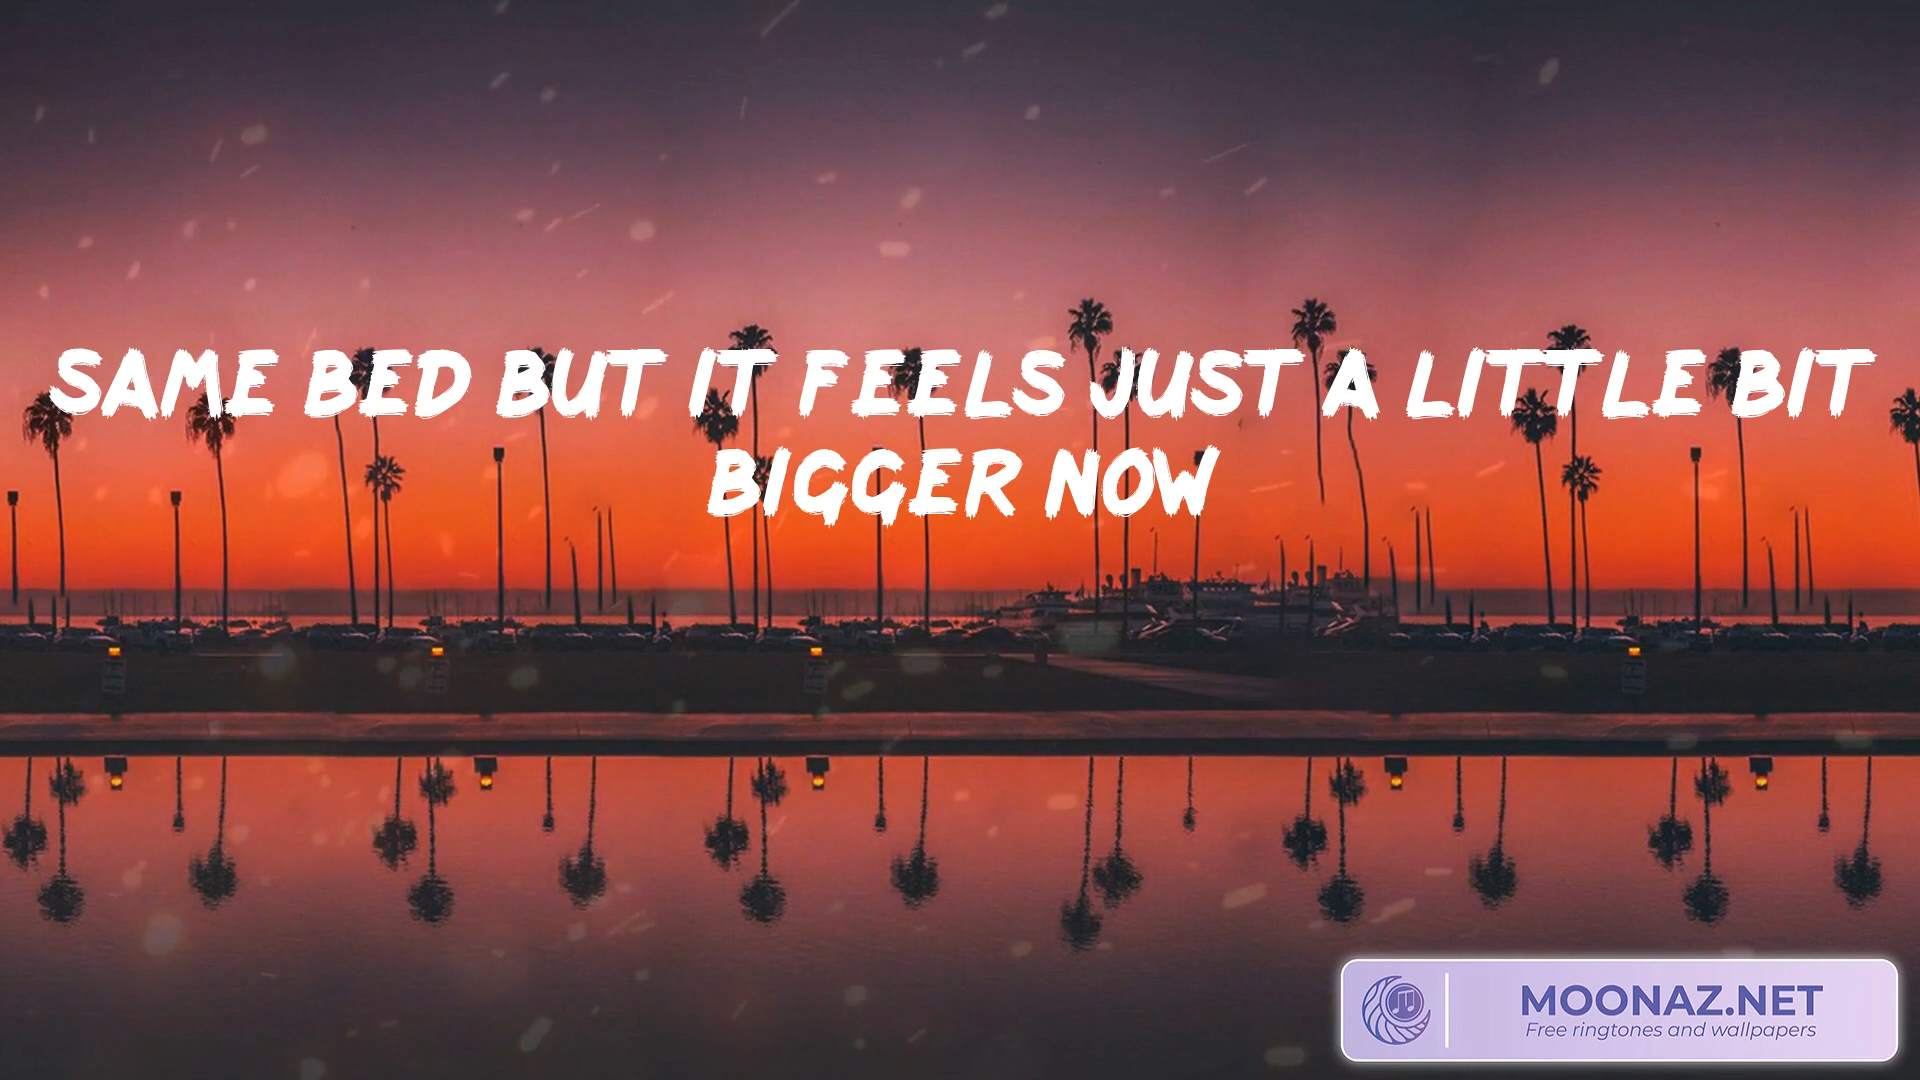 SAME BED BUT IT FEELS JUST A LITTLE BIT
BIGGER NOW
MOONAZ.NET
Free ringtones and wallpapers